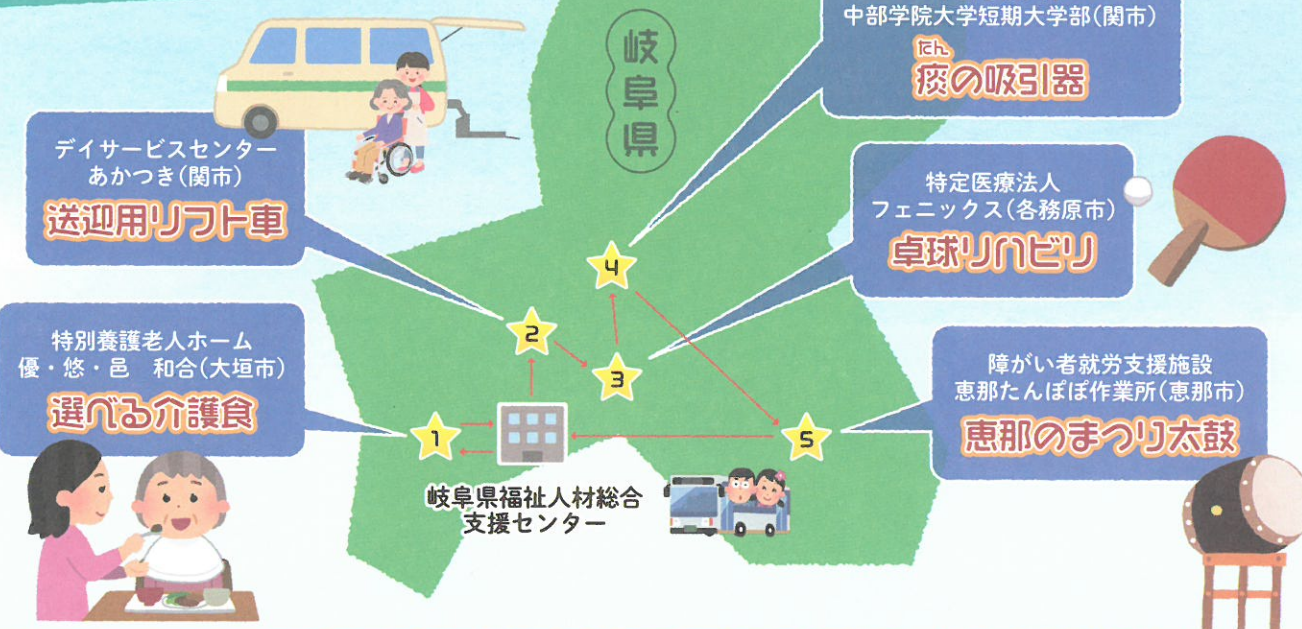 岐阜県
中部学院大学短期大学部(関市)
たん
痰の吸引器
デイサービスセンター
あかつき(関市)
送迎用リフト車
特定医療法人
フェニックス(各務原市)
卓球リハビリ
特別養護老人ホーム
優・悠・邑 和合(大垣市)
選べる介護食
障がい者就労支援施設
恵那たんぽぽ作業所(恵那市)
恵那のまつり太鼓
4
2
3
1
5
岐阜県福祉人材総合
支援センター